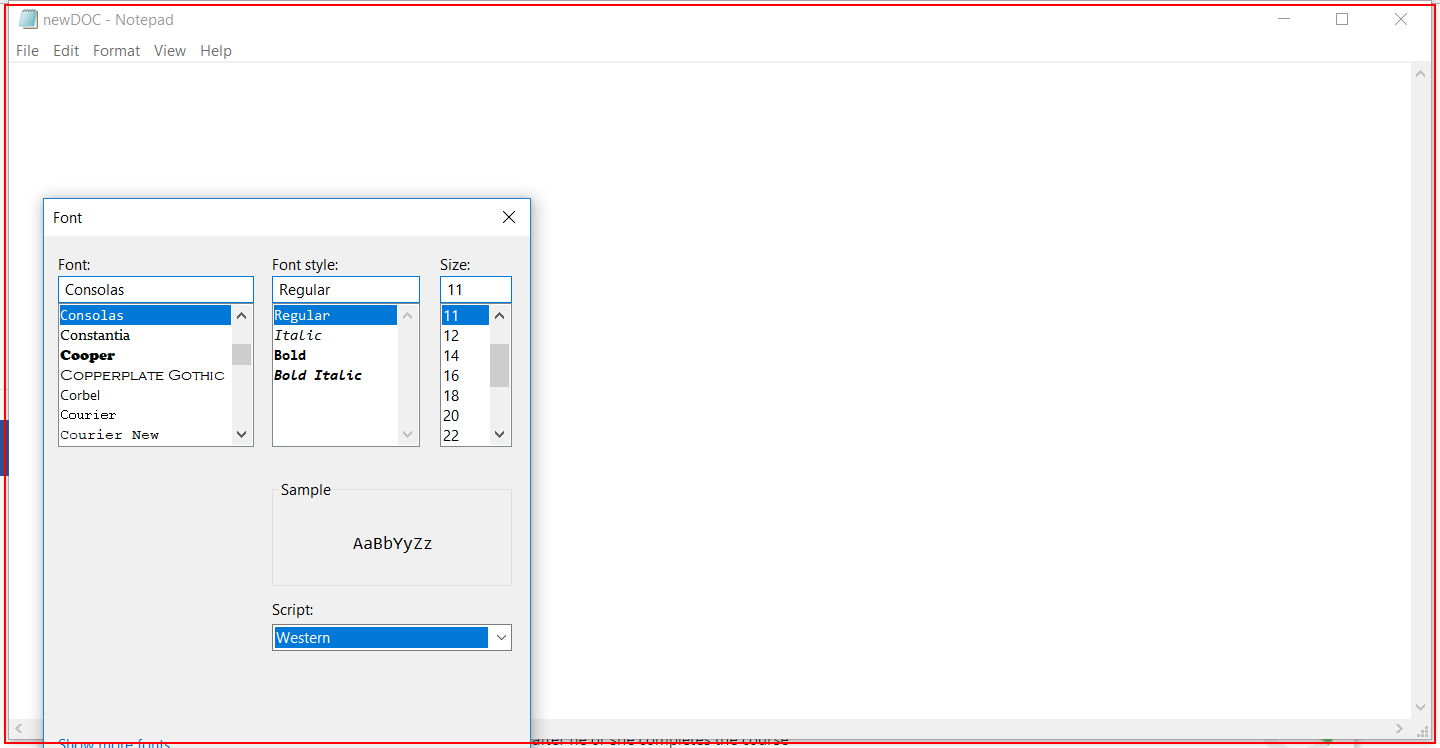 newDOC - Notepad
File Edit Format View Help
Font
Font: Font style: Size:
Consolas Regular 11
Consolas Regular 11
Constantia Italic 12
Cooper Bold 14
COPPERPLATE GOTHIC Bold Italic 16
Corbel 18
Courier 20
Courier New 22
Sample
AaBbYyZz
Script:
Western
Show more fonts
after he or she completes the course